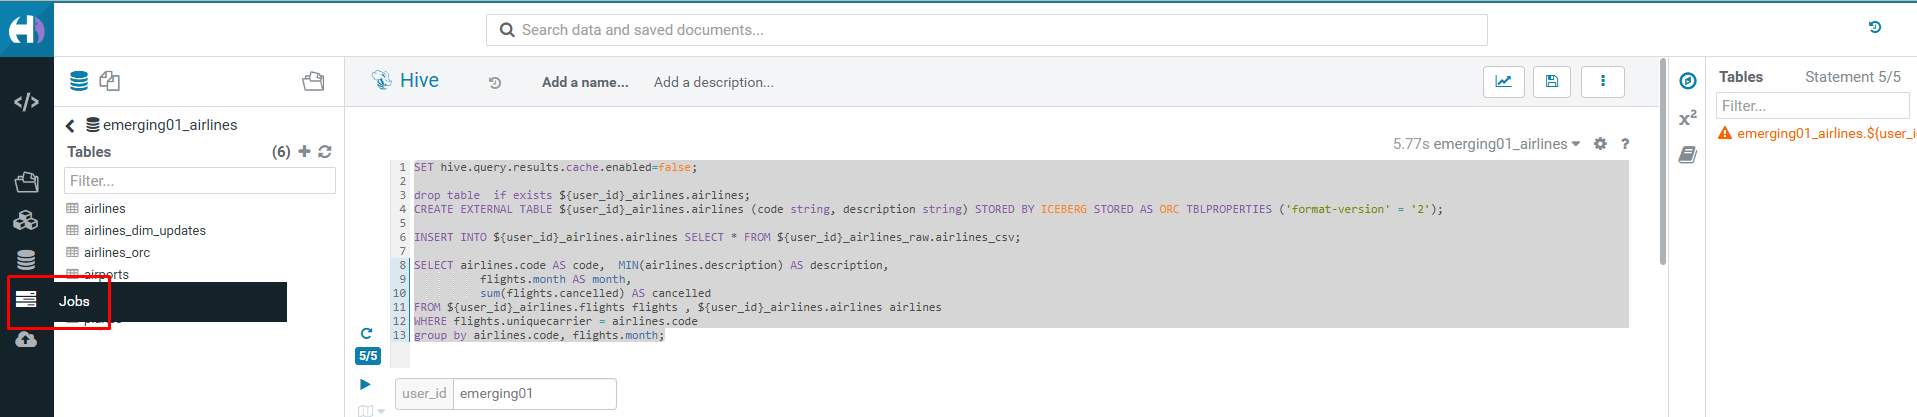 Search data and saved documents...
Hive
Add a name...
Add a description...
Tables
Statement 5/5
Filter...
emerging01_airlines.${user_i
emerging01_airlines
Tables
(6)
Filter...
airlines
airlines_dim_updates
airlines_orc
airports
Jobs
5.77s emerging01_airlines
?
x²
1 SET hive.query.results.cache.enabled=false;
2
3 drop table  if exists ${user_id}_airlines.airlines;
4 CREATE EXTERNAL TABLE ${user_id}_airlines.airlines (code string, description string) STORED BY ICEBERG STORED AS ORC TBLPROPERTIES ('format-version' = '2');
5
6 INSERT INTO ${user_id}_airlines.airlines SELECT * FROM ${user_id}_airlines_raw.airlines_csv;
7
8 SELECT airlines.code AS code,  MIN(airlines.description) AS description,
9           flights.month AS month,
10           sum(flights.cancelled) AS cancelled
11 FROM ${user_id}_airlines.flights flights , ${user_id}_airlines.airlines airlines
12 WHERE flights.uniquecarrier = airlines.code
13 group by airlines.code, flights.month;
5/5
user_id
emerging01